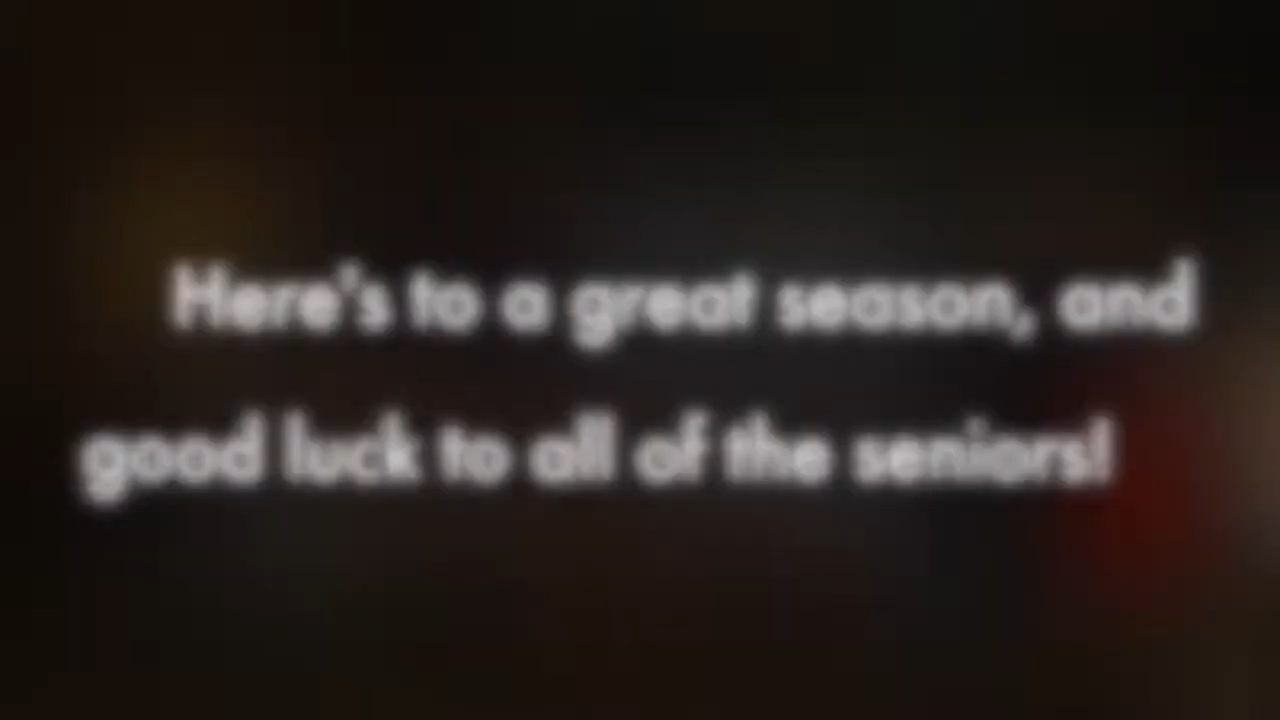 Here's to a great season, and
good luck to all of the seniors!